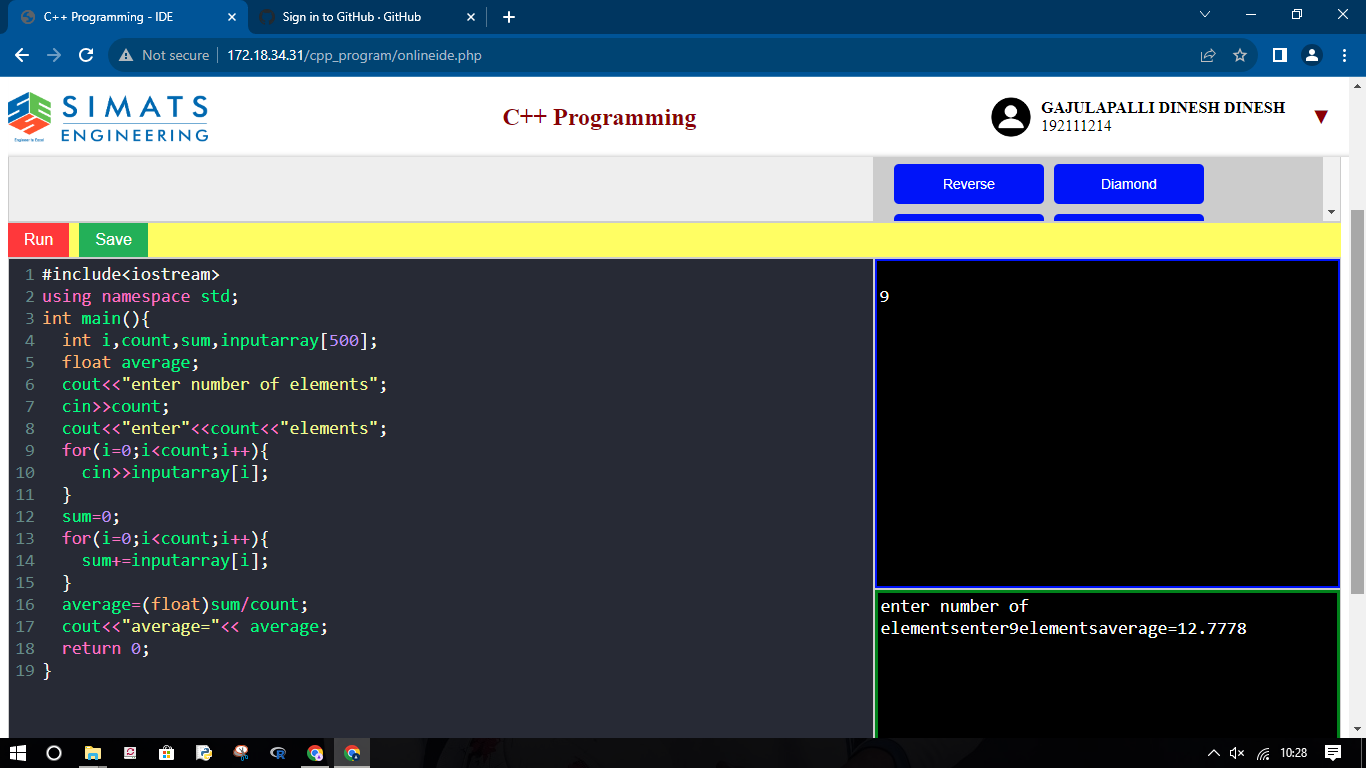 C++ Programming - IDE
Sign in to GitHub · GitHub
Not secure
172.18.34.31/cpp_program/onlineide.php
SIMATS
ENGINEERING
C++ Programming
GAJULAPALLI DINESH DINESH
192111214
Reverse
Diamond
Run
Save
1 #include<iostream>
2 using namespace std;
3 int main(){
4 int i,count,sum,inputarray[500];
5 float average;
6 cout<<"enter number of elements";
7 cin>>count;
8 cout<<"enter"<<count<<"elements";
9 for(i=0;i<count;i++){
10 cin>>inputarray[i];
11 }
12 sum=0;
13 for(i=0;i<count;i++){
14 sum+=inputarray[i];
15 }
16 average=(float)sum/count;
17 cout<<"average="<< average;
18 return 0;
19 }
9
enter number of
elementsenter9elementsaverage=12.7778
10:28